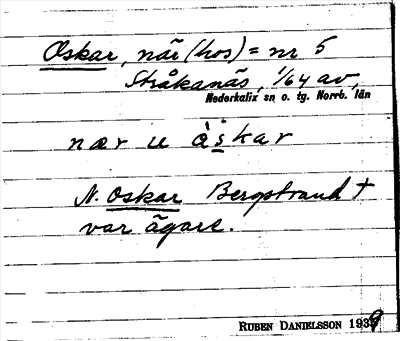 Oskar, när (hos) = nr 5
Stråkanäs, 1/64 av,
Nederkalix sn o. tg. Norrb. län
nær u òskar
N. Oskar Bergstrand †
var ägare.
RUBEN DANIELSSON 1939